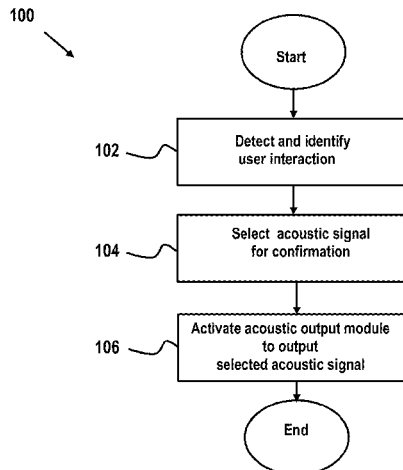 100
Start
102
Detect and identify
user interaction
104
Select acoustic signal
for confirmation
106
Activate acoustic output module
to output
selected acoustic signal
End